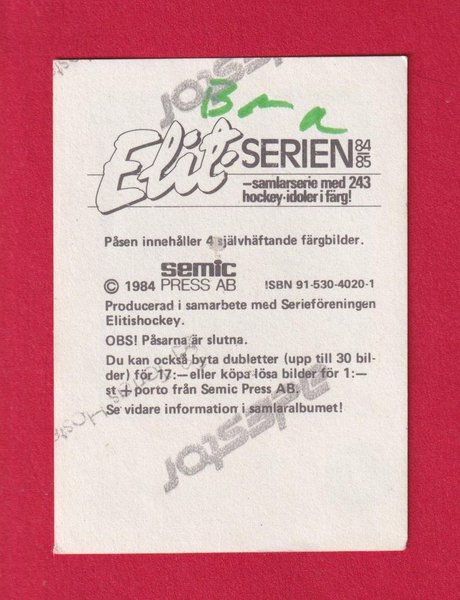 Bra
Elit-SERIEN 84/85
—samlarserie med 243
hockey-idoler i färg!
Påsen innehåller 4 självhäftande färgbilder.
semic
© 1984 PRESS AB ISBN 91-530-4020-1
Producerad i samarbete med Serieföreningen
Elitishockey.
OBS! Påsarna är slutna.
Du kan också byta dubletter (upp till 30 bil-
der) för 17:— eller köpa lösa bilder för 1:—
st + porto från Semic Press AB.
Se vidare information i samlaralbumet!